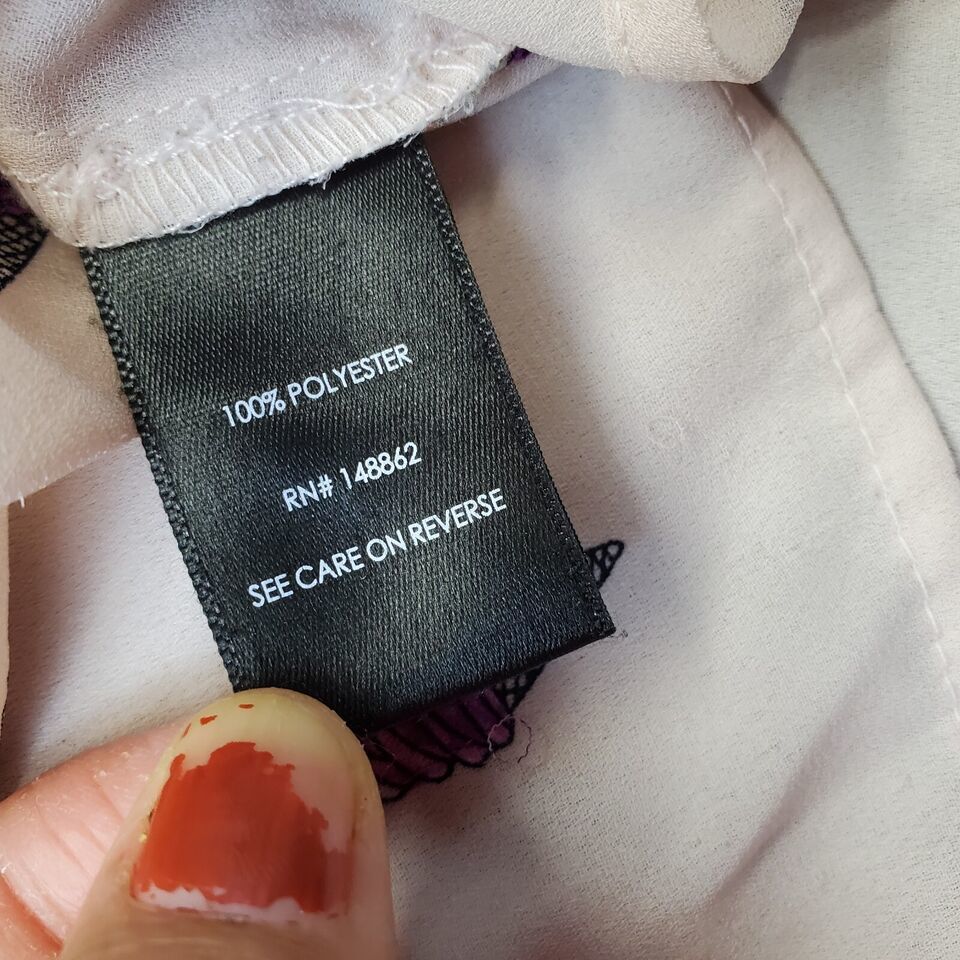 100% POLYESTER
RN# 148862
SEE CARE ON REVERSE